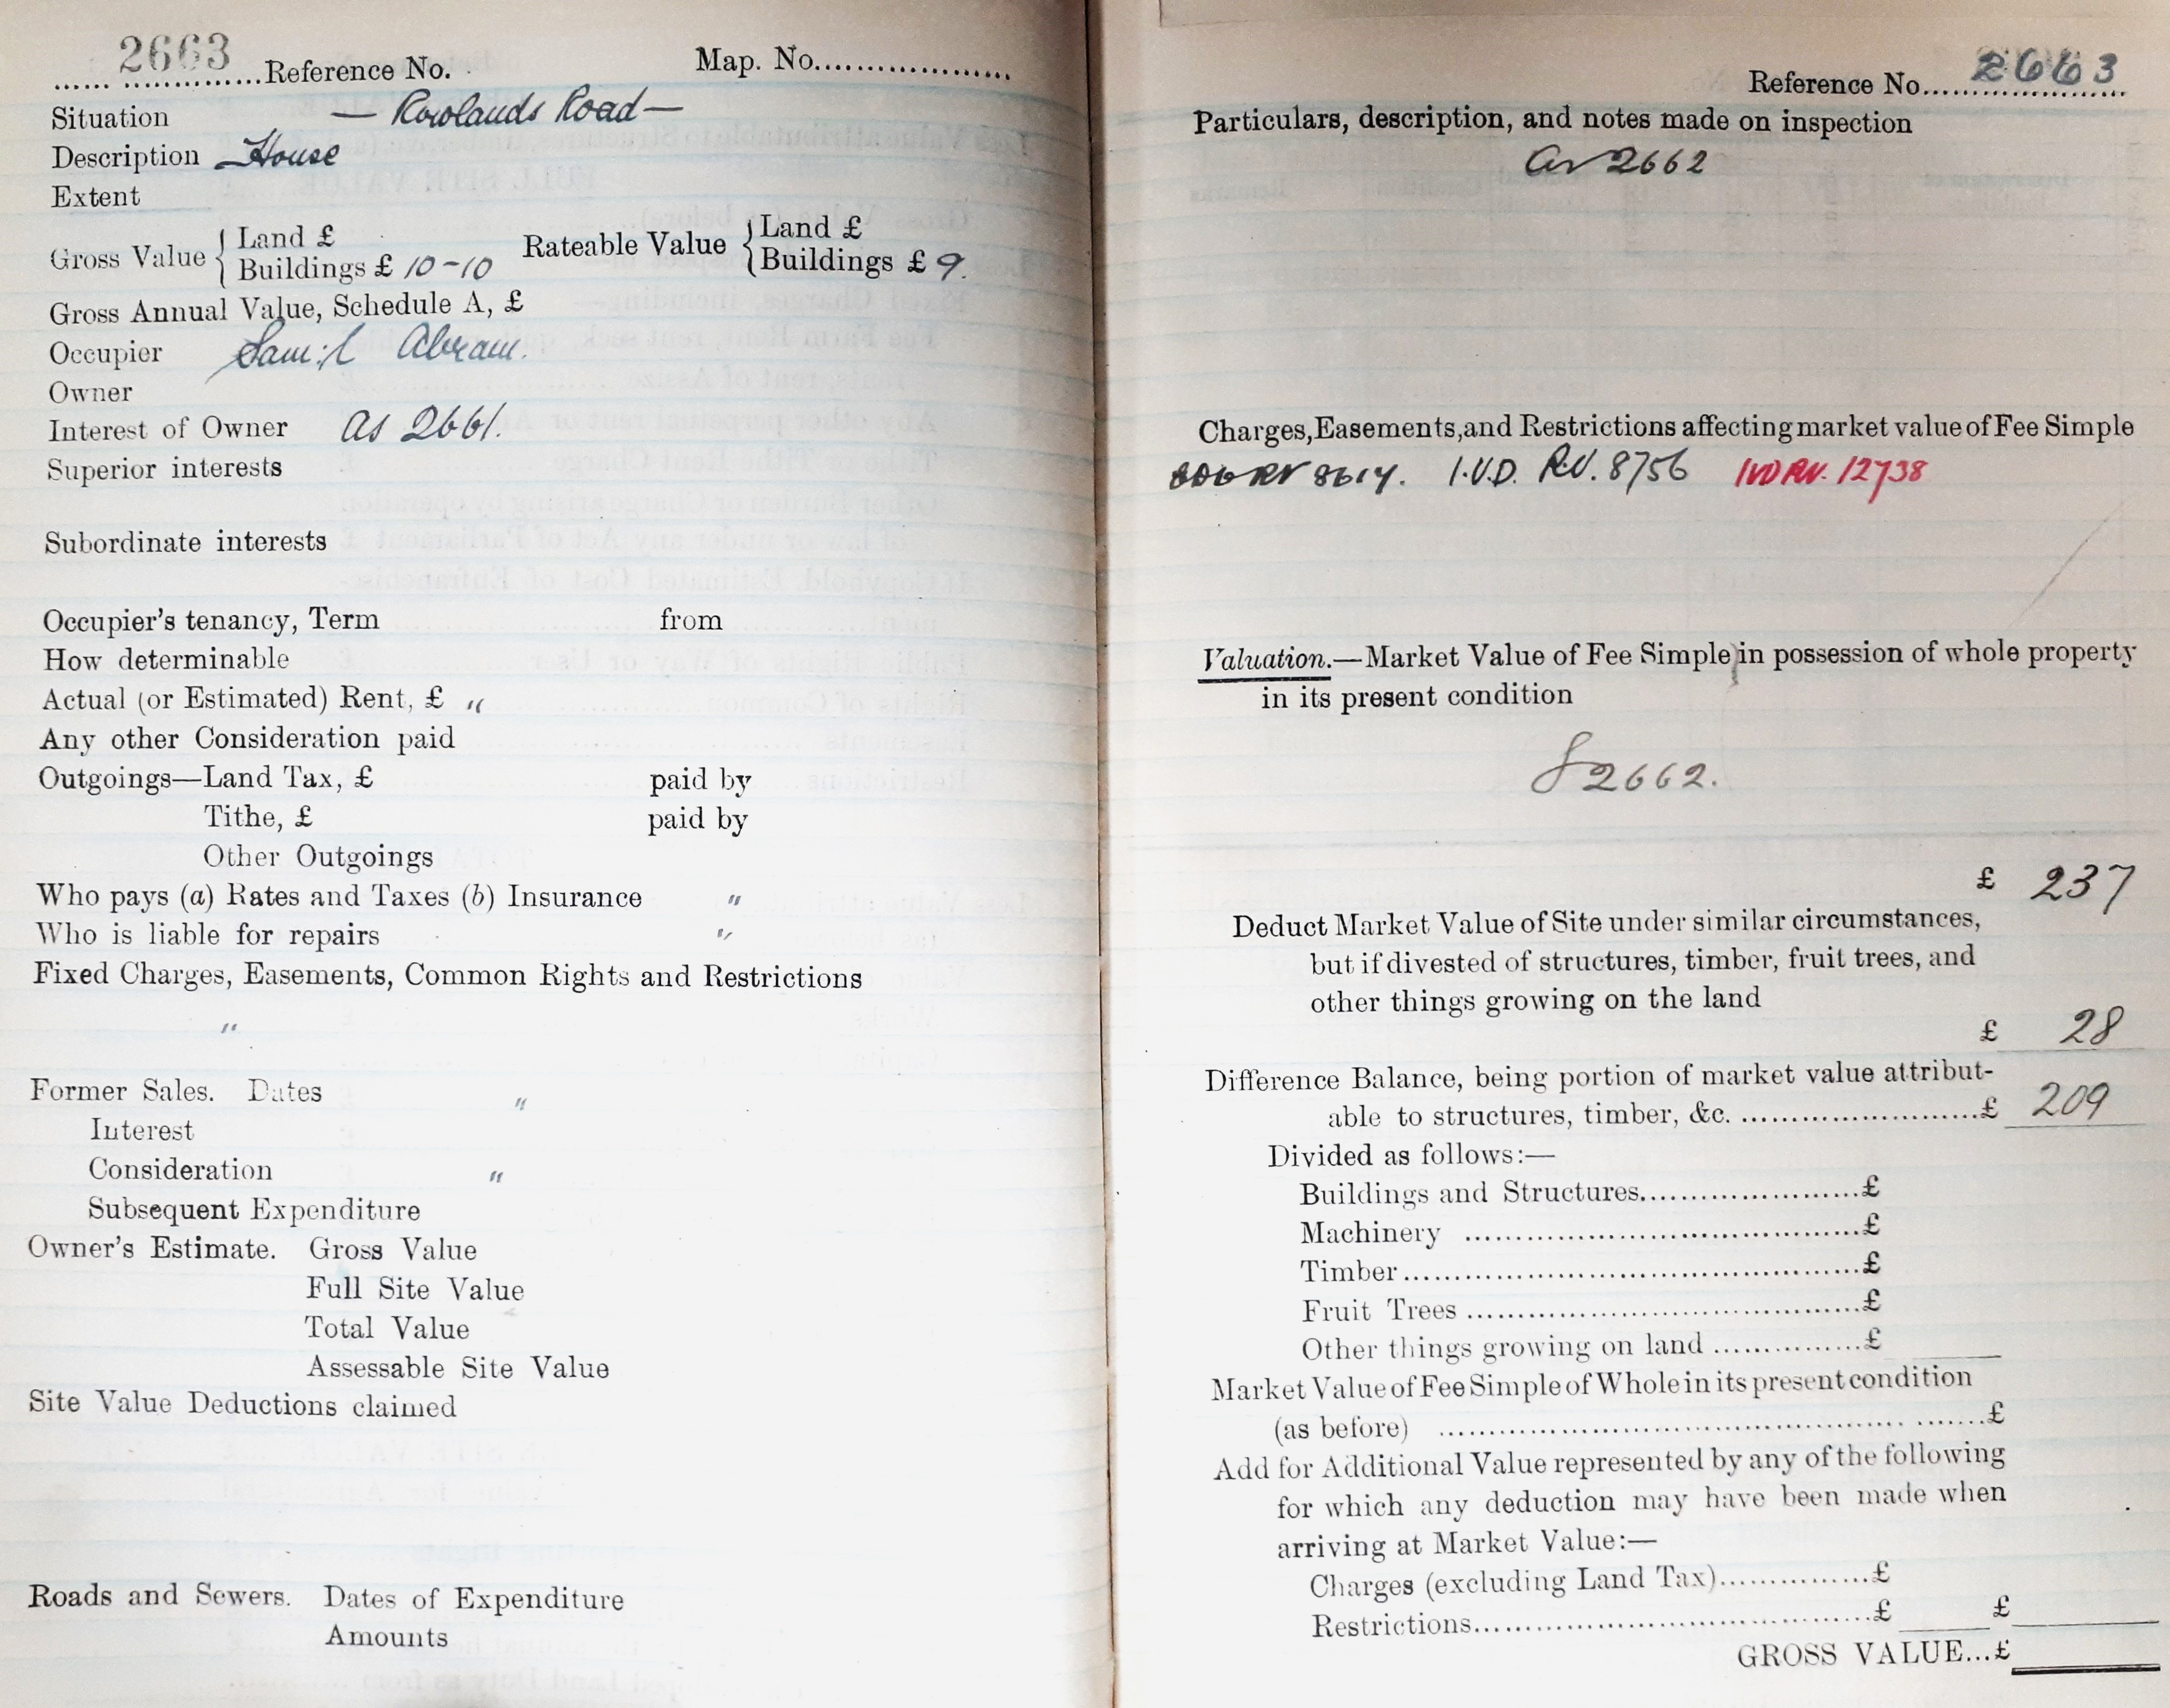 2663 Reference No. Map. No.
Situation — Rowlands Road —
Description House
Extent
Gross Value { Land £
Buildings £ 10-10
Rateable Value { Land £
Buildings £ 9.
Gross Annual Value, Schedule A, £
Occupier Sam:l Abram.
Owner
Interest of Owner as 2661.
Superior interests
Subordinate interests
Occupier's tenancy, Term from
How determinable
Actual (or Estimated) Rent, £ "
Any other Consideration paid
Outgoings—Land Tax, £ paid by
Tithe, £ paid by
Other Outgoings
Who pays (a) Rates and Taxes (b) Insurance "
Who is liable for repairs "
Fixed Charges, Easements, Common Rights and Restrictions
"
Former Sales. Dates "
Interest
Consideration "
Subsequent Expenditure
Owner's Estimate. Gross Value
Full Site Value
Total Value
Assessable Site Value
Site Value Deductions claimed
Roads and Sewers. Dates of Expenditure
Amounts
Reference No. 2663
Particulars, description, and notes made on inspection
as 2662
Charges, Easements, and Restrictions affecting market value of Fee Simple
RV 8614. I.V.D. R.V. 8756 IVD RV. 12738
Valuation.—Market Value of Fee Simple in possession of whole property
in its present condition
2662.
£ 237
Deduct Market Value of Site under similar circumstances,
but if divested of structures, timber, fruit trees, and
other things growing on the land
£ 28
Difference Balance, being portion of market value attribut-
able to structures, timber, &c. £ 209
Divided as follows:—
Buildings and Structures £
Machinery £
Timber £
Fruit Trees £
Other things growing on land £
Market Value of Fee Simple of Whole in its present condition
(as before) £
Add for Additional Value represented by any of the following
for which any deduction may have been made when
arriving at Market Value:—
Charges (excluding Land Tax) £
Restrictions £ £
GROSS VALUE... £